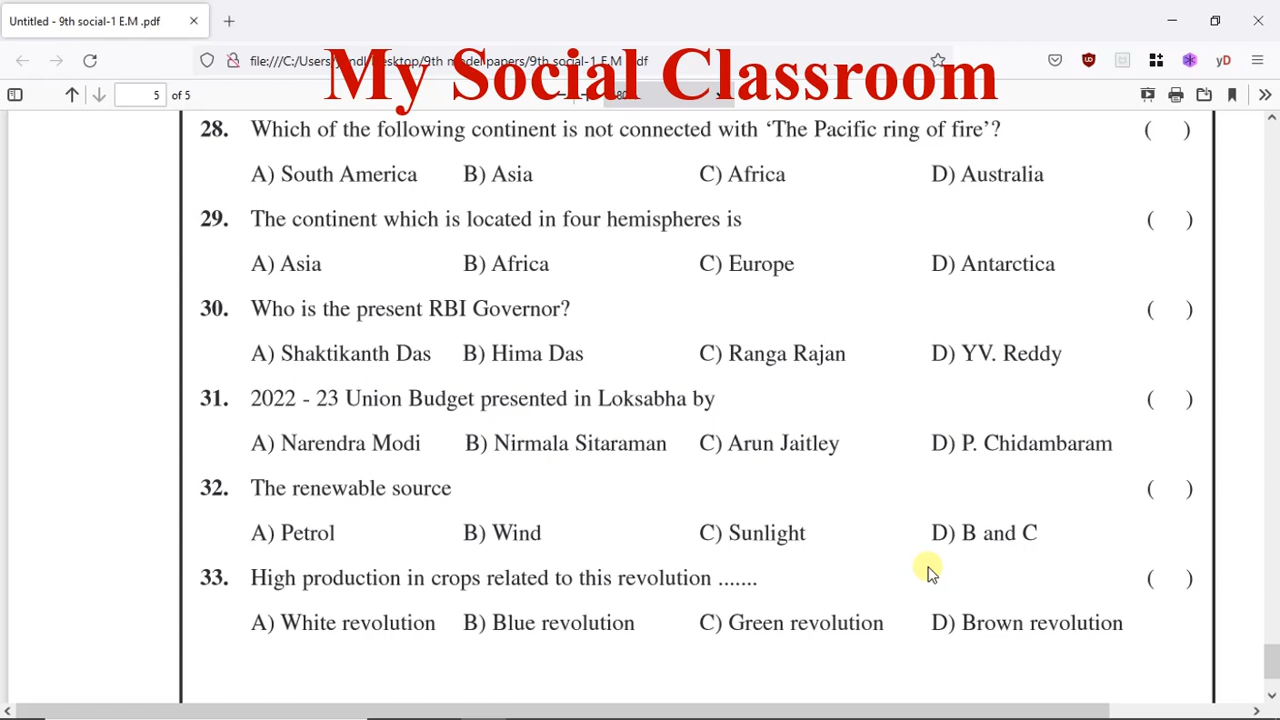 Untitled - 9th social-1 E.M .pdf
My Social Classroom
5 of 5
28. Which of the following continent is not connected with ‘The Pacific ring of fire’? ( )
A) South America B) Asia C) Africa D) Australia
29. The continent which is located in four hemispheres is ( )
A) Asia B) Africa C) Europe D) Antarctica
30. Who is the present RBI Governor? ( )
A) Shaktikanth Das B) Hima Das C) Ranga Rajan D) YV. Reddy
31. 2022 - 23 Union Budget presented in Loksabha by ( )
A) Narendra Modi B) Nirmala Sitaraman C) Arun Jaitley D) P. Chidambaram
32. The renewable source ( )
A) Petrol B) Wind C) Sunlight D) B and C
33. High production in crops related to this revolution ....... ( )
A) White revolution B) Blue revolution C) Green revolution D) Brown revolution